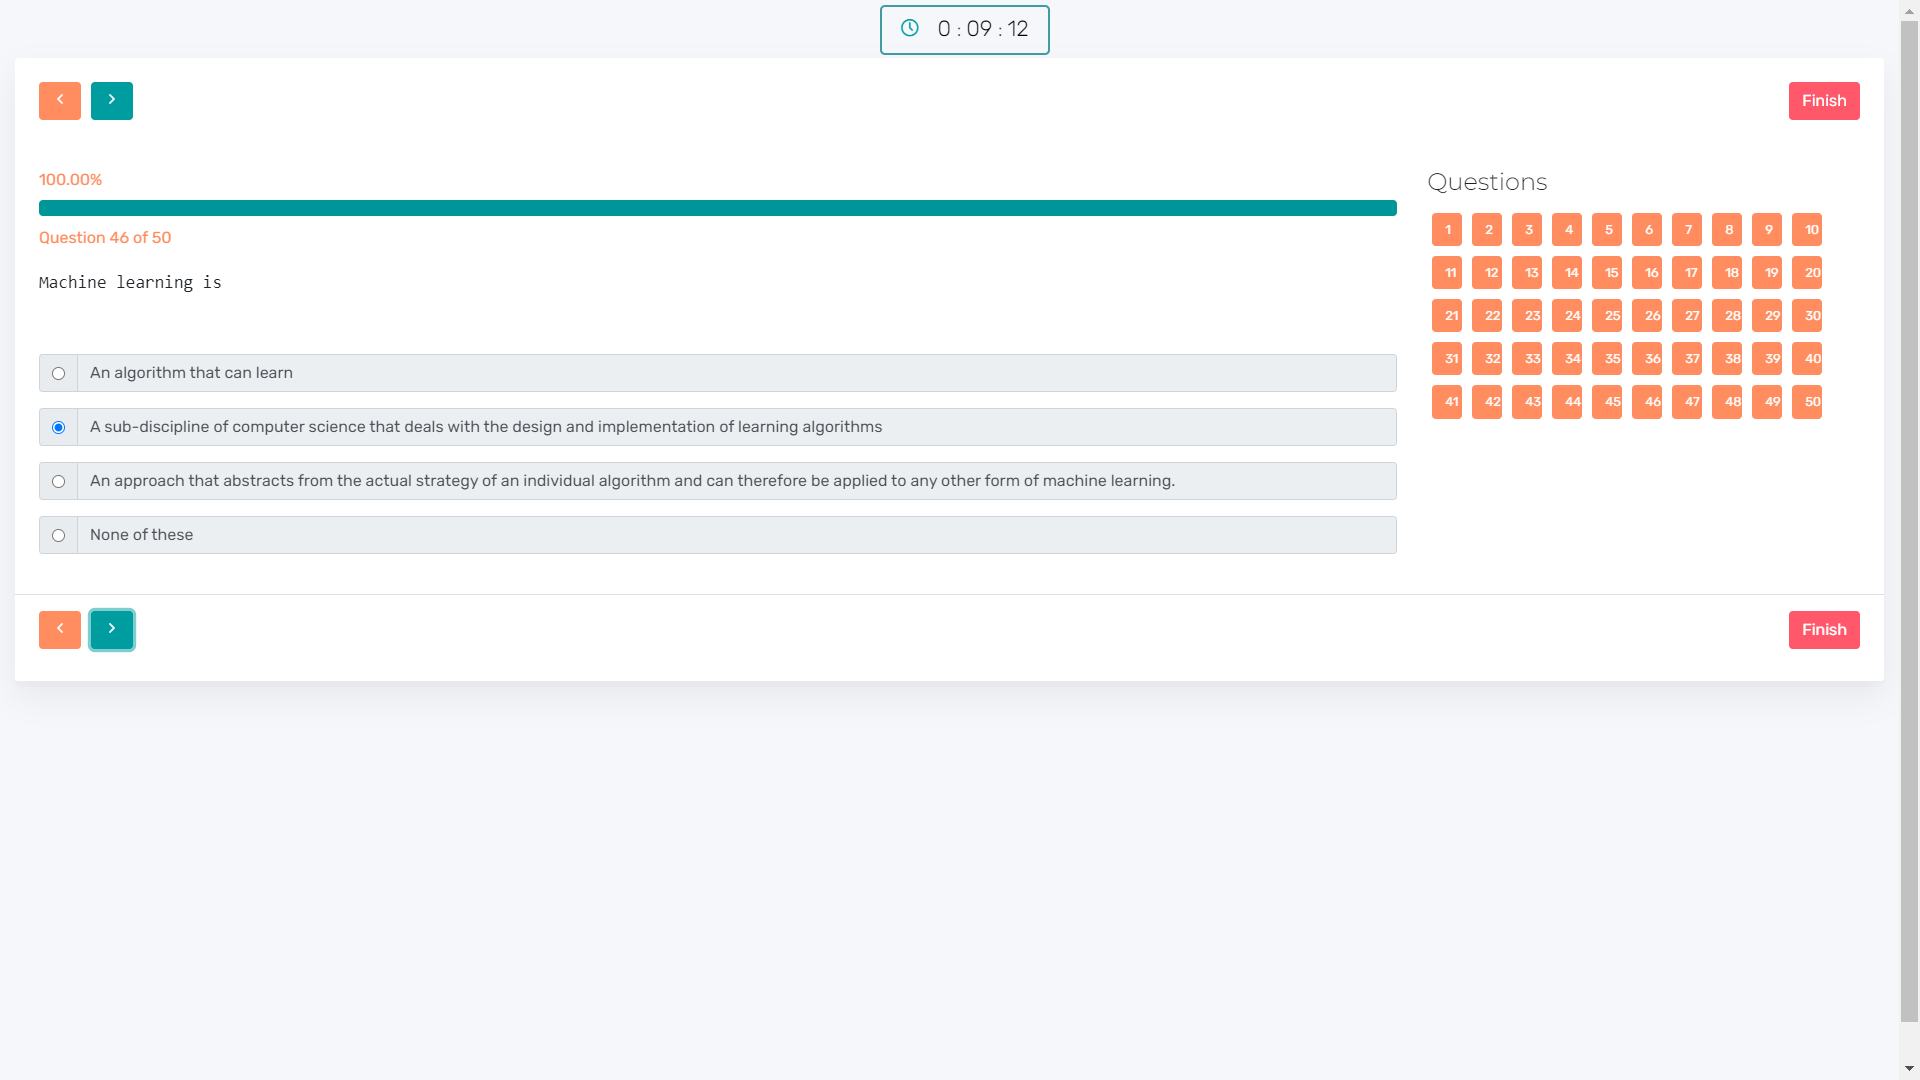 0 : 09 : 12
Finish
100.00%
Question 46 of 50
Machine learning is
An algorithm that can learn
A sub-discipline of computer science that deals with the design and implementation of learning algorithms
An approach that abstracts from the actual strategy of an individual algorithm and can therefore be applied to any other form of machine learning.
None of these
Questions
1 2 3 4 5 6 7 8 9 10
11 12 13 14 15 16 17 18 19 20
21 22 23 24 25 26 27 28 29 30
31 32 33 34 35 36 37 38 39 40
41 42 43 44 45 46 47 48 49 50
Finish